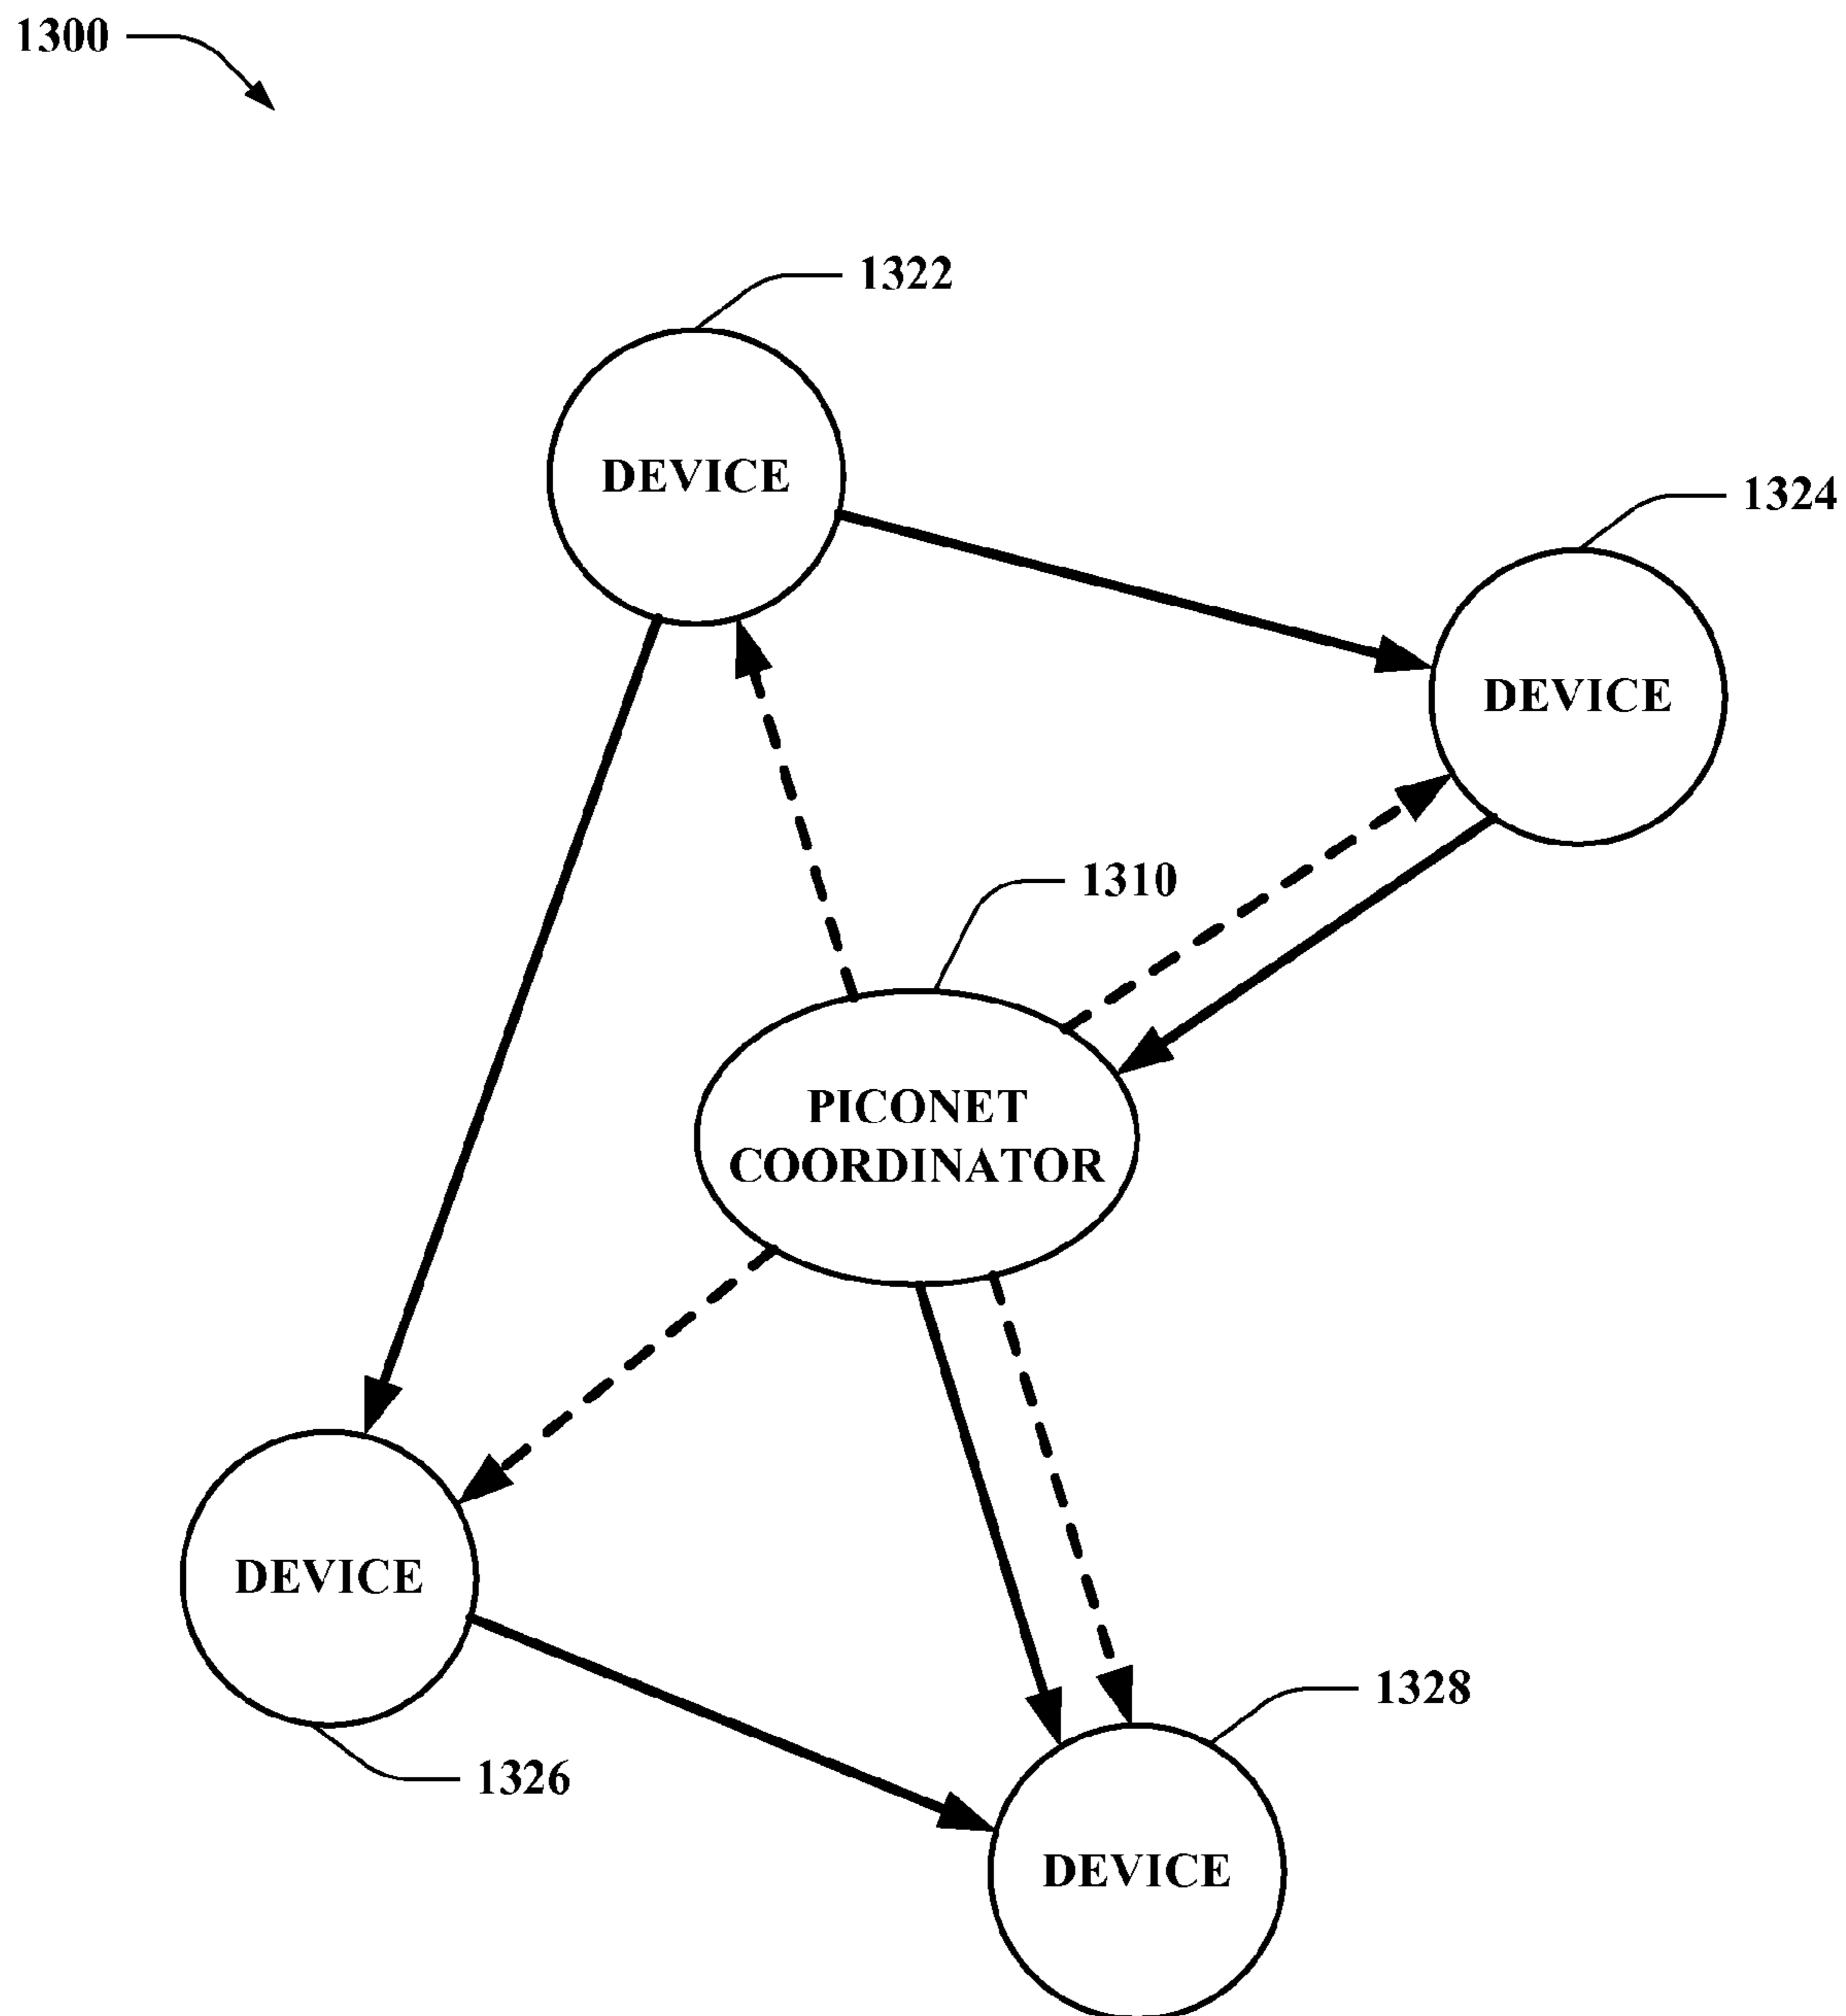 1300
1322
DEVICE
1324
DEVICE
1310
PICONET
COORDINATOR
DEVICE
1328
1326
DEVICE